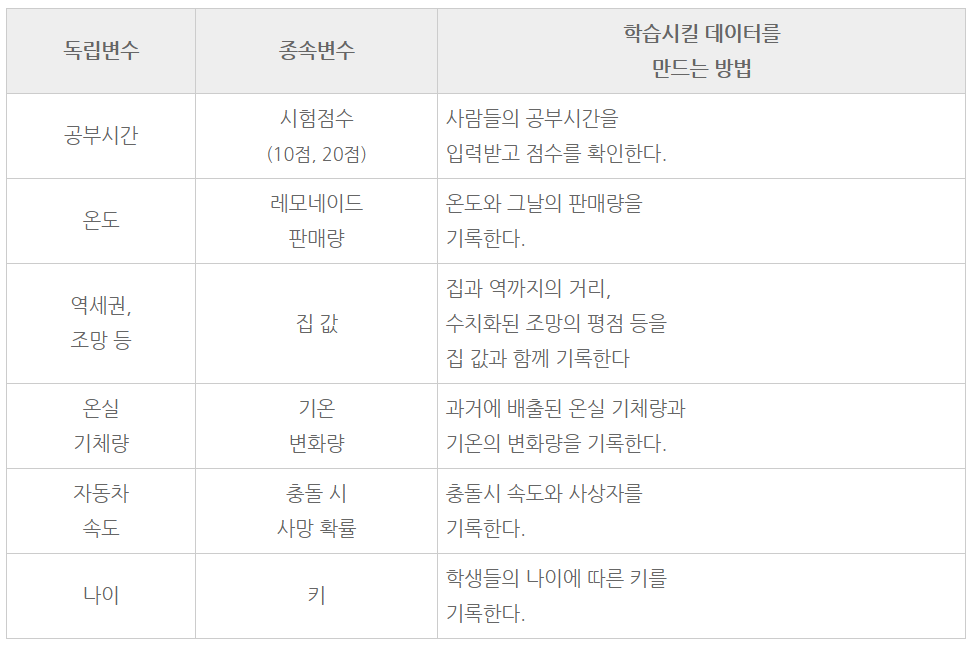 독립변수
종속변수
학습시킬 데이터를
만드는 방법
공부시간
시험점수
(10점, 20점)
사람들의 공부시간을
입력받고 점수를 확인한다.
온도
레모네이드
판매량
온도와 그날의 판매량을
기록한다.
역세권,
조망 등
집 값
집과 역까지의 거리,
수치화된 조망의 평점 등을
집 값과 함께 기록한다
온실
기체량
기온
변화량
과거에 배출된 온실 기체량과
기온의 변화량을 기록한다.
자동차
속도
충돌 시
사망 확률
충돌시 속도와 사상자를
기록한다.
나이
키
학생들의 나이에 따른 키를
기록한다.